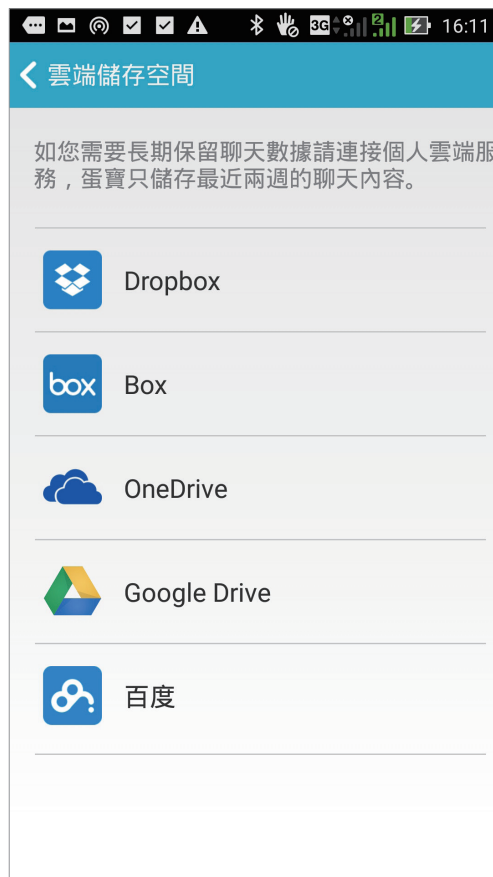 3G
2
16:11
雲端儲存空間
如您需要長期保留聊天數據請連接個人雲端服
務，蛋寶只儲存最近兩週的聊天內容。
Dropbox
box
Box
OneDrive
Google Drive
百度